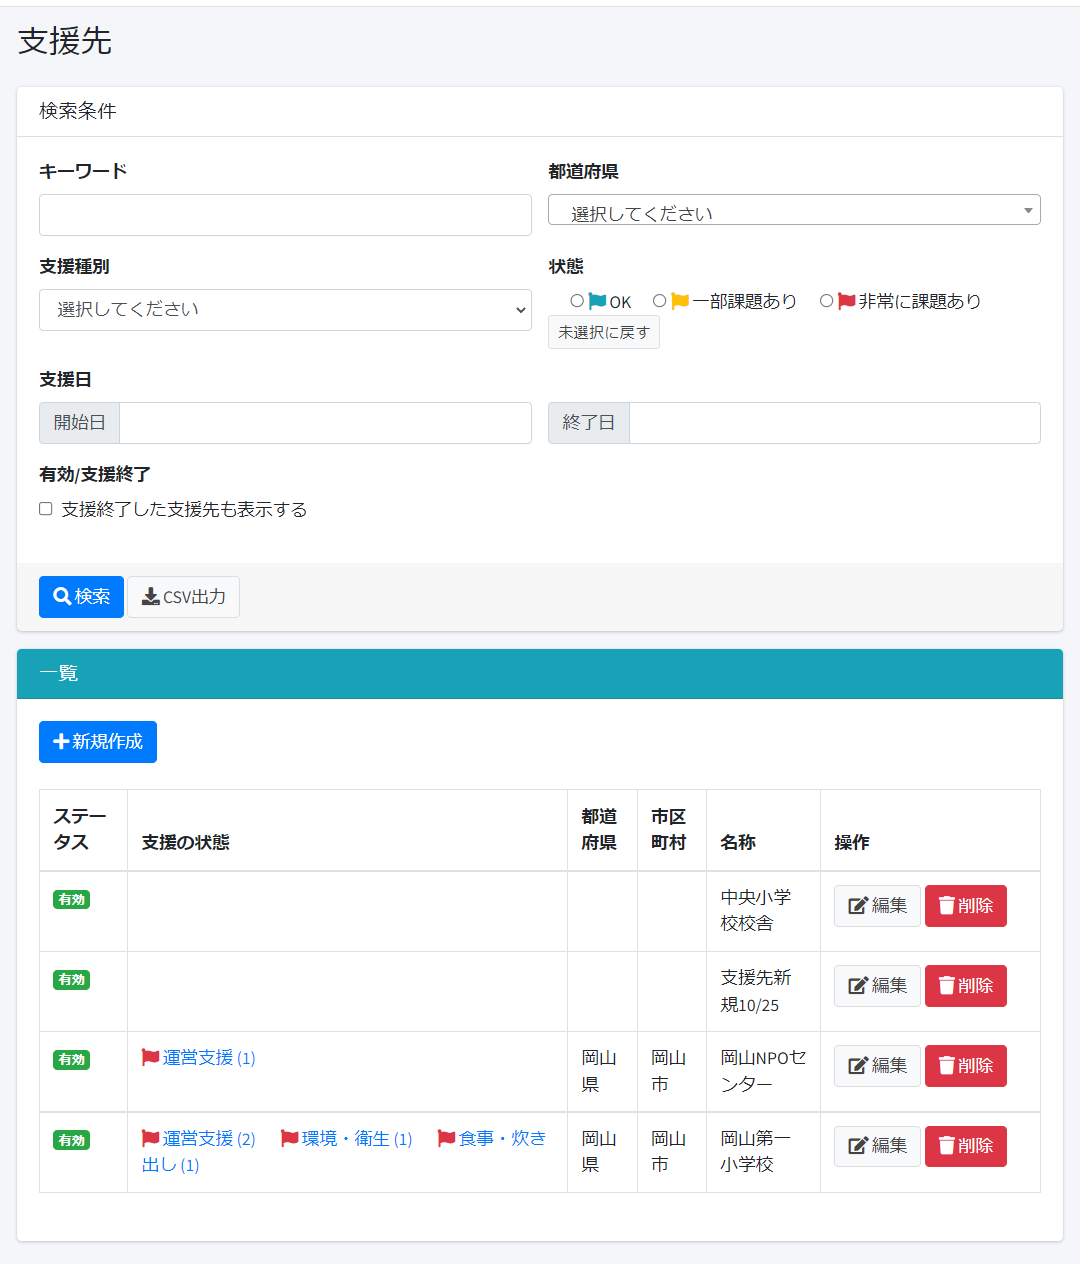 支援先
検索条件
キーワード
都道府県
選択してください
支援種別
状態
選択してください
OK 一部課題あり 非常に課題あり
未選択に戻す
支援日
開始日
終了日
有効/支援終了
支援終了した支援先も表示する
検索 CSV出力
一覧
新規作成
ステー
タス
支援の状態
都道
府県
市区
町村
名称
操作
有効
中央小学
校校舎
編集 削除
有効
支援先新
規10/25
編集 削除
有効
運営支援 (1)
岡山
県
岡山
市
岡山NPOセ
ンター
編集 削除
有効
運営支援 (2) 環境・衛生 (1) 食事・炊き
出し (1)
岡山
県
岡山
市
岡山第一
小学校
編集 削除